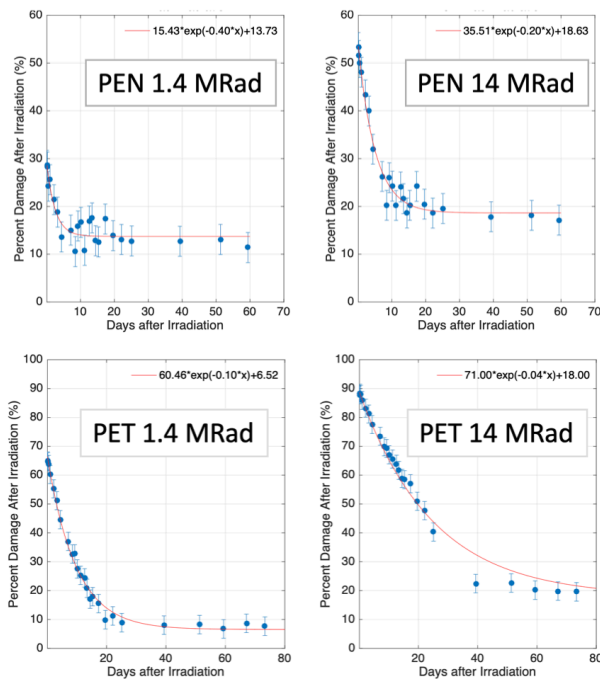 15.43*exp(-0.40*x)+13.73
PEN 1.4 MRad
Percent Damage After Irradiation (%)
60
50
40
30
20
10
0
10 20 30 40 50 60 70
Days after Irradiation
35.51*exp(-0.20*x)+18.63
PEN 14 MRad
Percent Damage After Irradiation (%)
60
50
40
30
20
10
0
10 20 30 40 50 60 70
Days after Irradiation
60.46*exp(-0.10*x)+6.52
PET 1.4 MRad
Percent Damage After Irradiation (%)
100
90
80
70
60
50
40
30
20
10
0
0 20 40 60 80
Days after Irradiation
71.00*exp(-0.04*x)+18.00
PET 14 MRad
Percent Damage After Irradiation (%)
100
90
80
70
60
50
40
30
20
10
0
0 20 40 60 80
Days after Irradiation